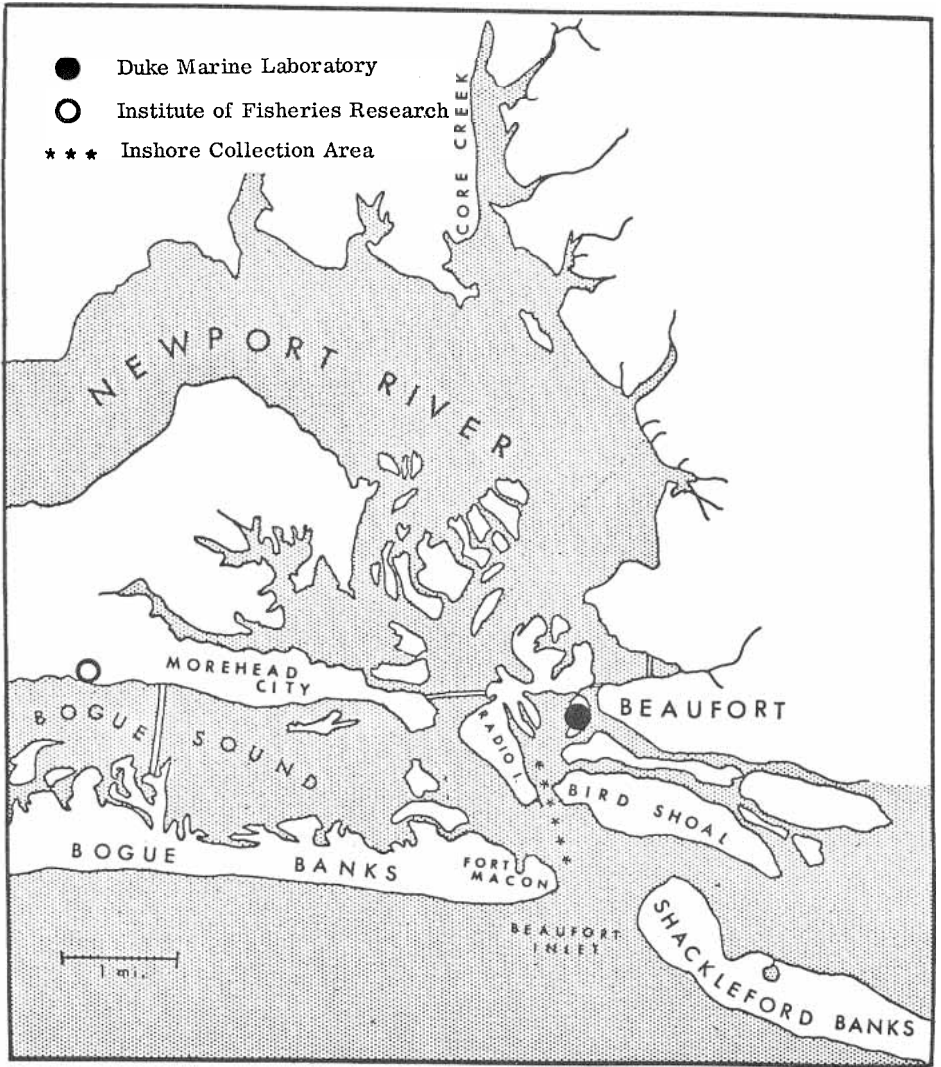 Duke Marine Laboratory
Institute of Fisheries Research
* * * Inshore Collection Area
CORE CREEK
NEWPORT RIVER
MOREHEAD
CITY
BOGUE SOUND
RADIO I.
BEAUFORT
BIRD SHOAL
BOGUE BANKS
FORT
MACON
BEAUFORT
INLET
SHACKLEFORD BANKS
1 mi.